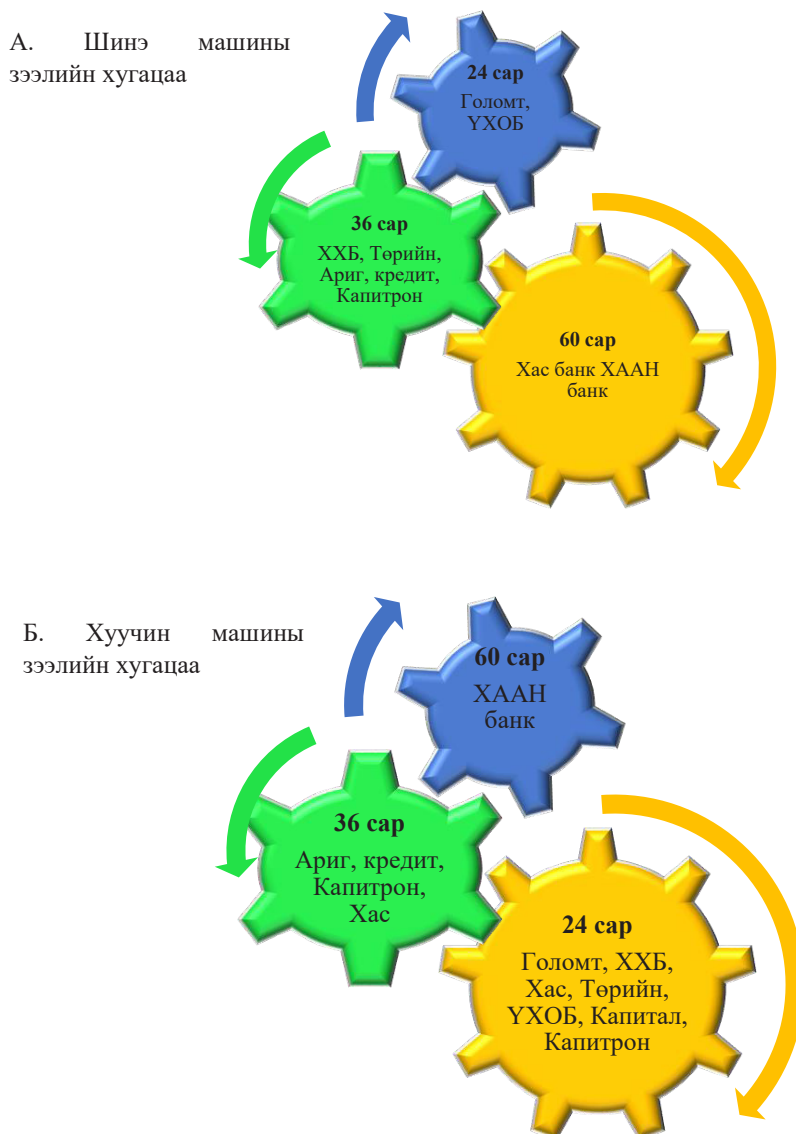 А. Шинэ машины
зээлийн хугацаа
24 сар
Голомт,
ҮХОБ
36 сар
ХХБ, Төрийн,
Ариг, кредит,
Капитрон
60 сар
Хас банк ХААН
банк
Б. Хуучин машины
зээлийн хугацаа
60 сар
ХААН
банк
36 сар
Ариг, кредит,
Капитрон,
Хас
24 сар
Голомт, ХХБ,
Хас, Төрийн,
ҮХОБ, Капитал,
Капитрон